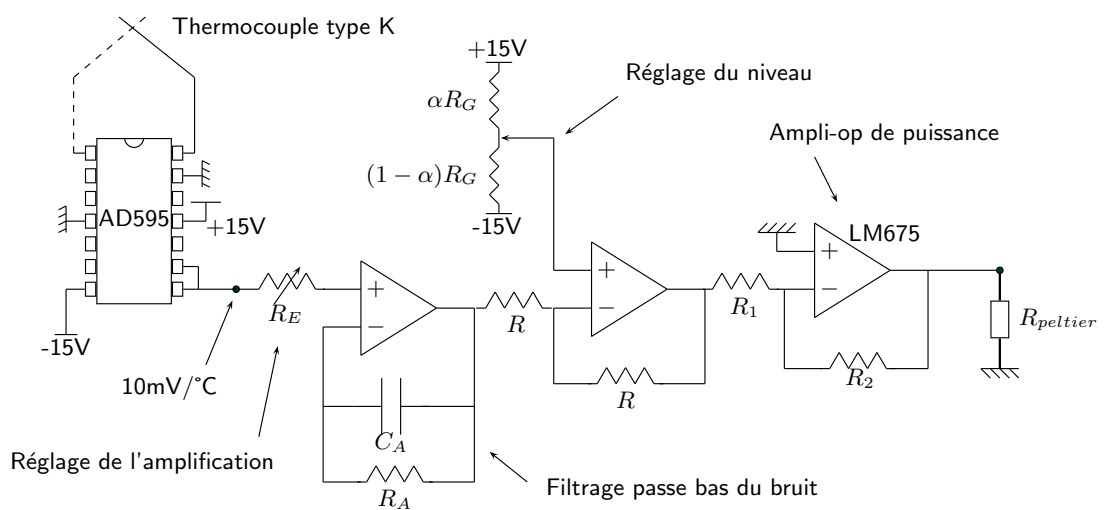 Thermocouple type K
+15V
Réglage du niveau
αR_G
Ampli-op de puissance
(1 − α)R_G
AD595
+15V
-15V
LM675
+
−
+
−
+
−
R_E
R
R_1
R_peltier
-15V
10mV/°C
R
R_2
C_A
Réglage de l'amplification
R_A
Filtrage passe bas du bruit